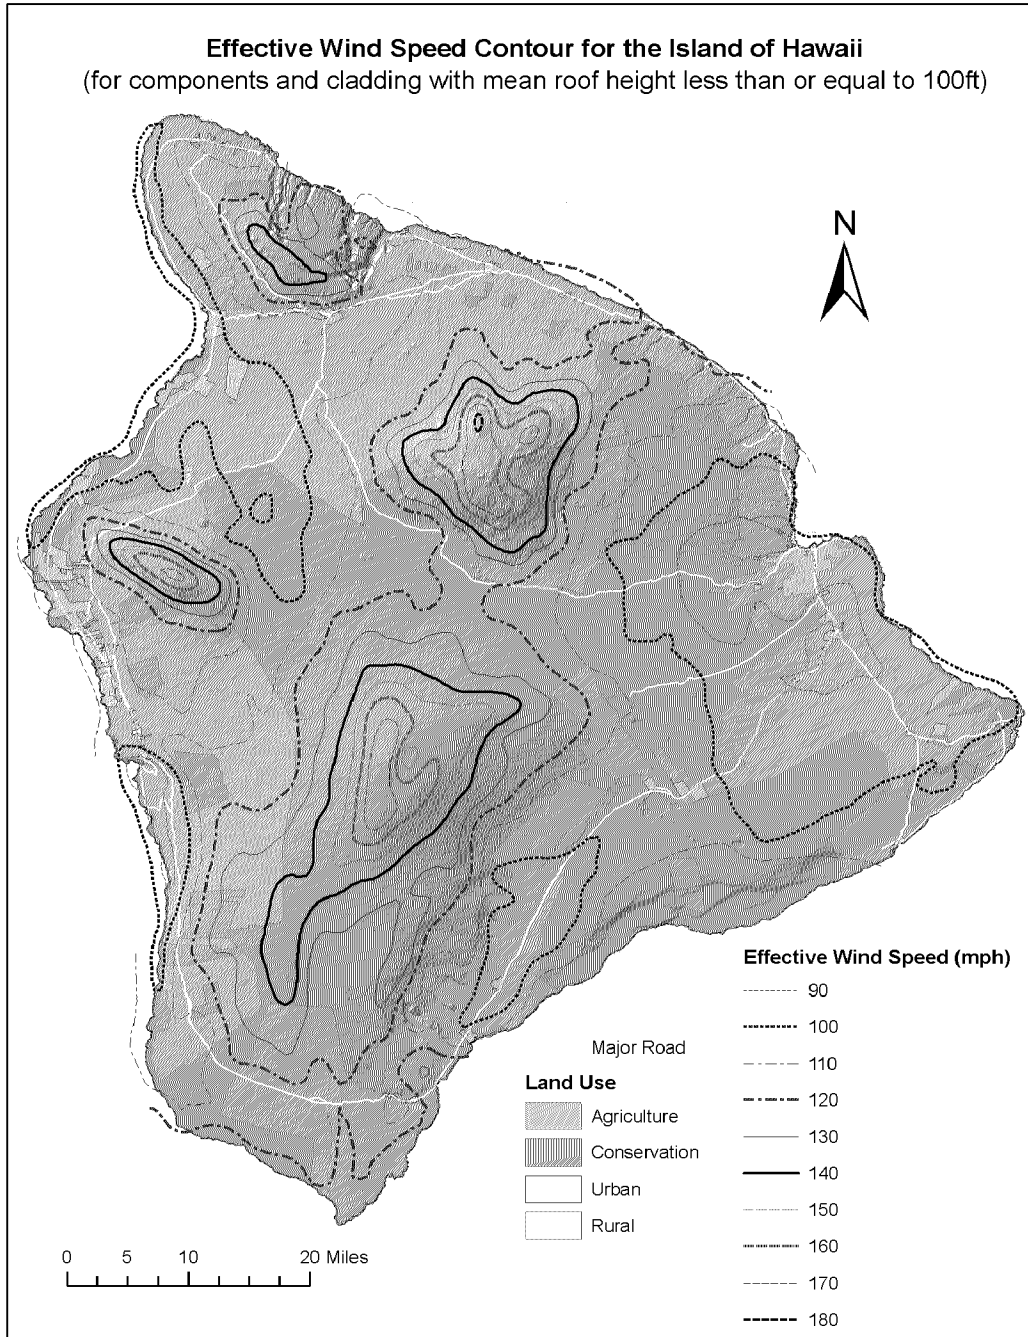 Effective Wind Speed Contour for the Island of Hawaii
(for components and cladding with mean roof height less than or equal to 100ft)
N
Effective Wind Speed (mph)
90
100
110
120
130
140
150
160
170
180
Major Road
Land Use
Agriculture
Conservation
Urban
Rural
0 5 10 20 Miles